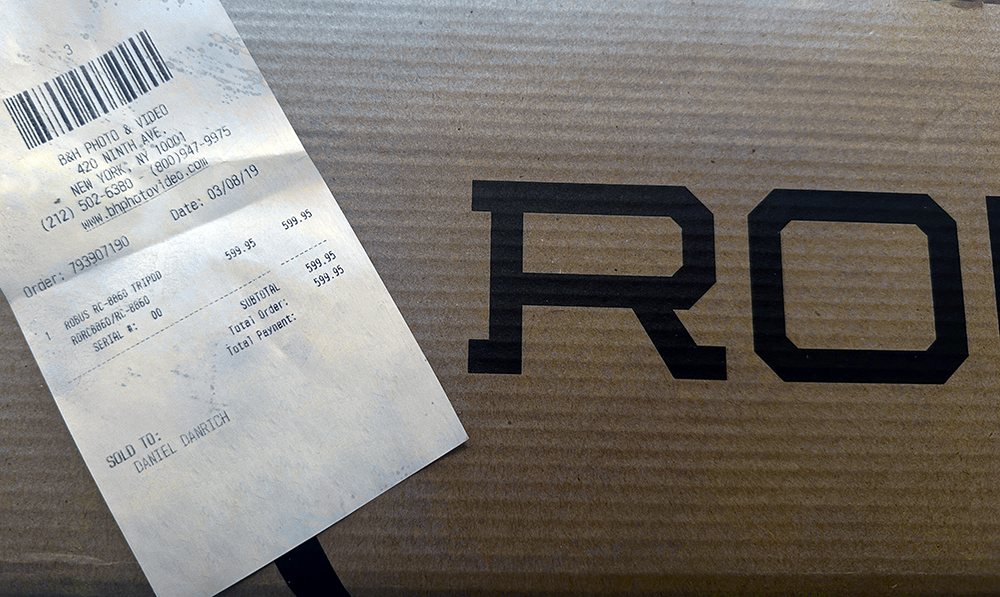 3
B&H PHOTO & VIDEO
420 NINTH AVE.
NEW YORK, NY 10001
(212) 502-6380 - (800)947-9975
www.bhphotovideo.com
Date: 03/08/19
Order: 793907190
1 ROBUS RC-8860 TRIPOD 599.95 599.95
RORC8860/RC-8860
SERIAL #: 00
SUBTOTAL 599.95
Total Order: 599.95
Total Payment:
SOLD TO:
DANIEL DANRICH
RO